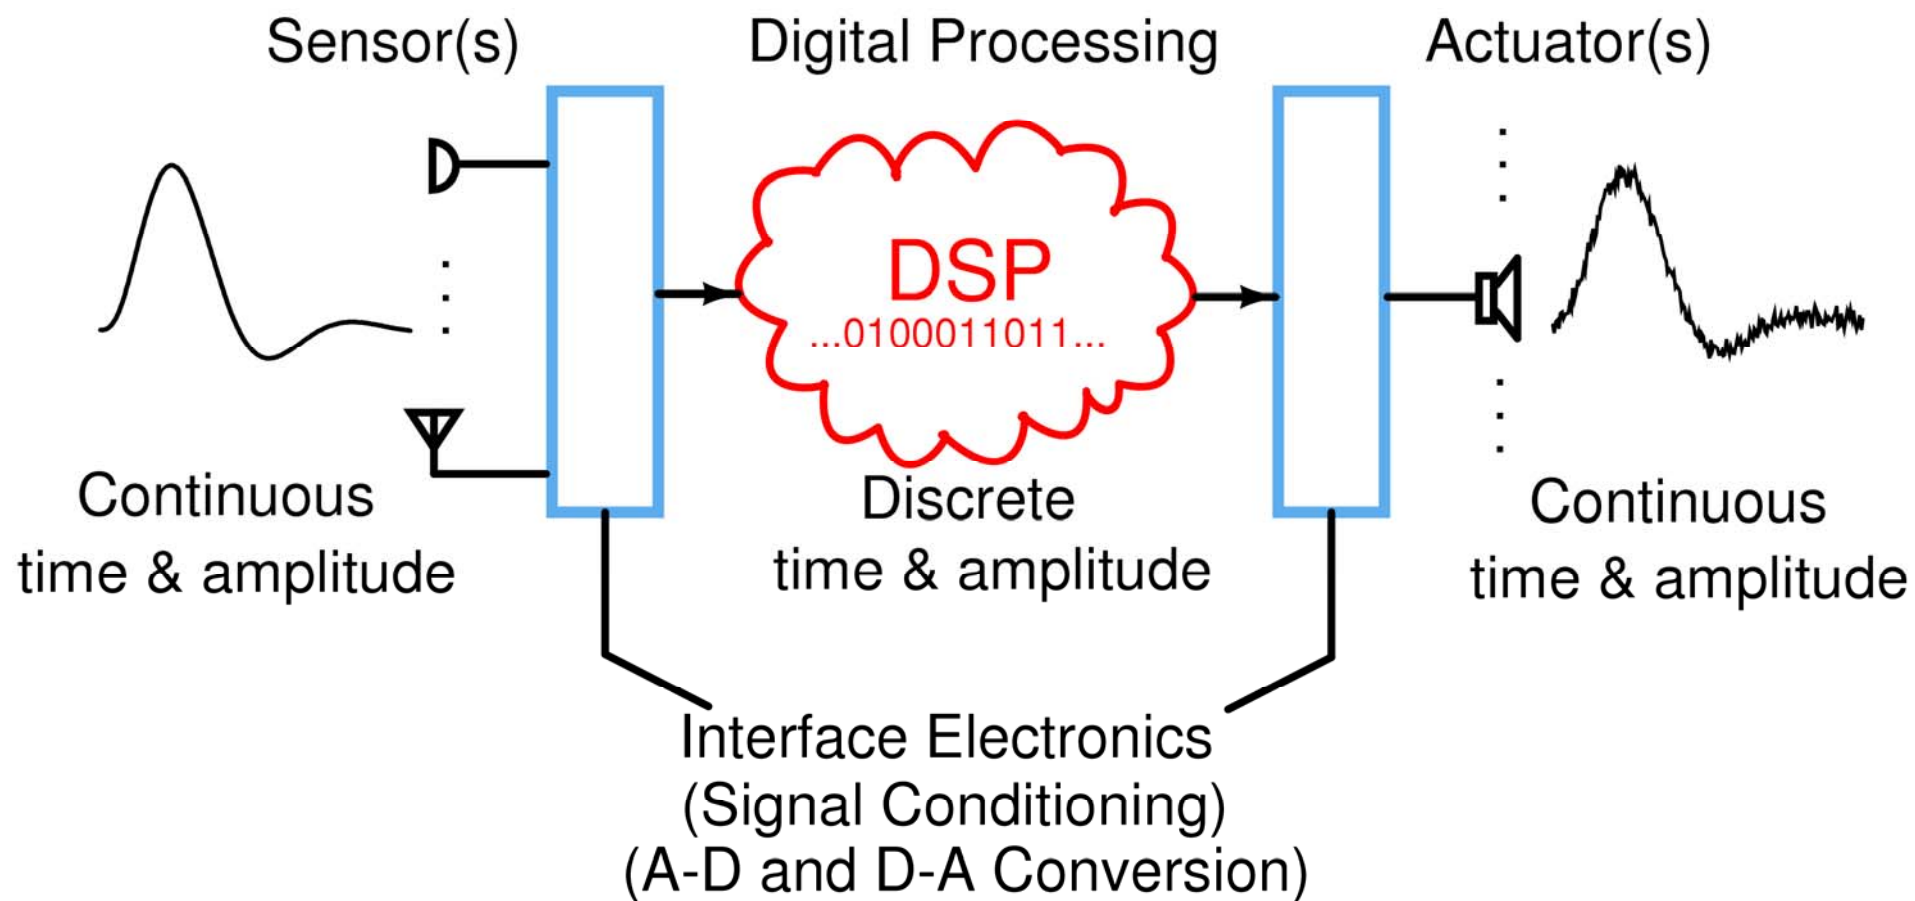 Sensor(s)
Digital Processing
Actuator(s)
DSP
...0100011011...
Continuous
time & amplitude
Discrete
time & amplitude
Continuous
time & amplitude
Interface Electronics
(Signal Conditioning)
(A-D and D-A Conversion)